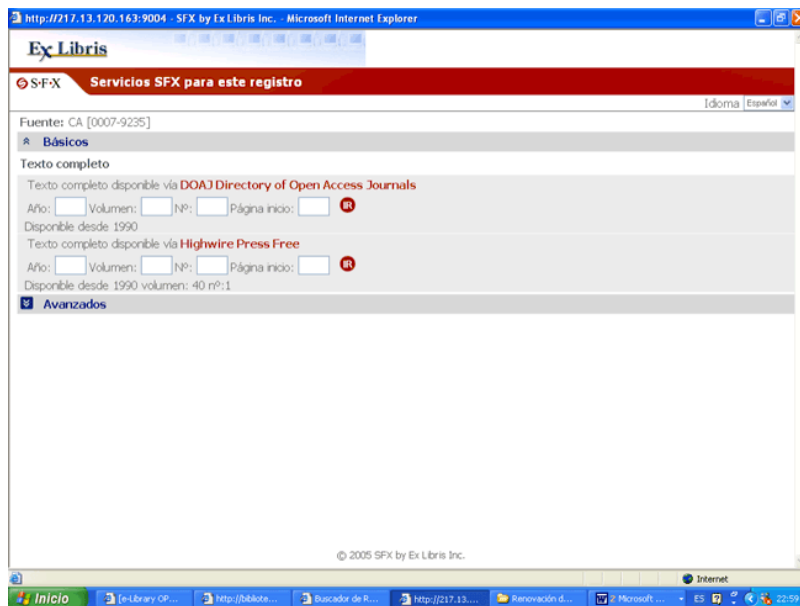 http://217.13.120.163:9004 - SFX by Ex Libris Inc. - Microsoft Internet Explorer
Ex Libris
S·F·X Servicios SFX para este registro
Idioma Español
Fuente: CA [0007-9235]
Básicos
Texto completo
Texto completo disponible vía DOAJ Directory of Open Access Journals
Año: Volumen: Nº: Página inicio: IR
Disponible desde 1990
Texto completo disponible vía Highwire Press Free
Año: Volumen: Nº: Página inicio: IR
Disponible desde 1990 volumen: 40 nº:1
Avanzados
© 2005 SFX by Ex Libris Inc.
Internet
Inicio [e-Library OP... http://bibliote... Buscador de R... http://217.13.... Renovación d... 2 Microsoft ... ES 22:59